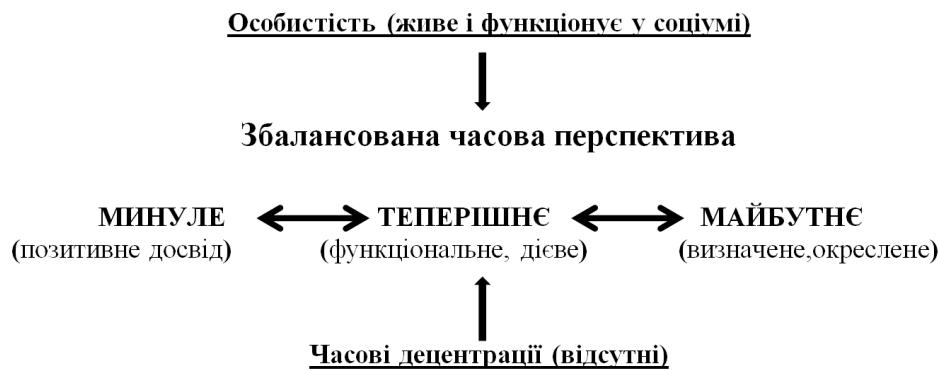 Особистість (живе і функціонує у соціумі)
Збалансована часова перспектива
МИНУЛЕ ТЕПЕРІШНЄ МАЙБУТНЄ
(позитивне досвід) (функціональне, дієве) (визначене,окреслене)
Часові децентрації (відсутні)